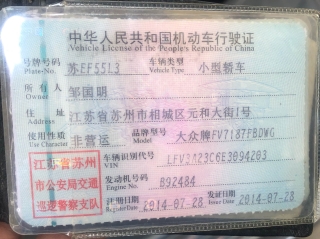 中华人民共和国机动车行驶证
Vehicle License of the People's Republic of China
号牌号码 苏EF55L3 车辆类型 小型轿车
Plate No. Vehicle Type
所有人 邹国明
Owner
住址 江苏省苏州市相城区元和大街1号
Address
使用性质 非营运 品牌型号 大众牌FV7187FBDWG
Use Character Model
江苏省苏州 车辆识别代号 LFV2A23C6E3094203
VIN
市公安局交通 发动机号码 B92484
Engine No.
巡逻警察支队 注册日期 2014-07-28 发证日期 2014-07-28
Register Date Issue Date